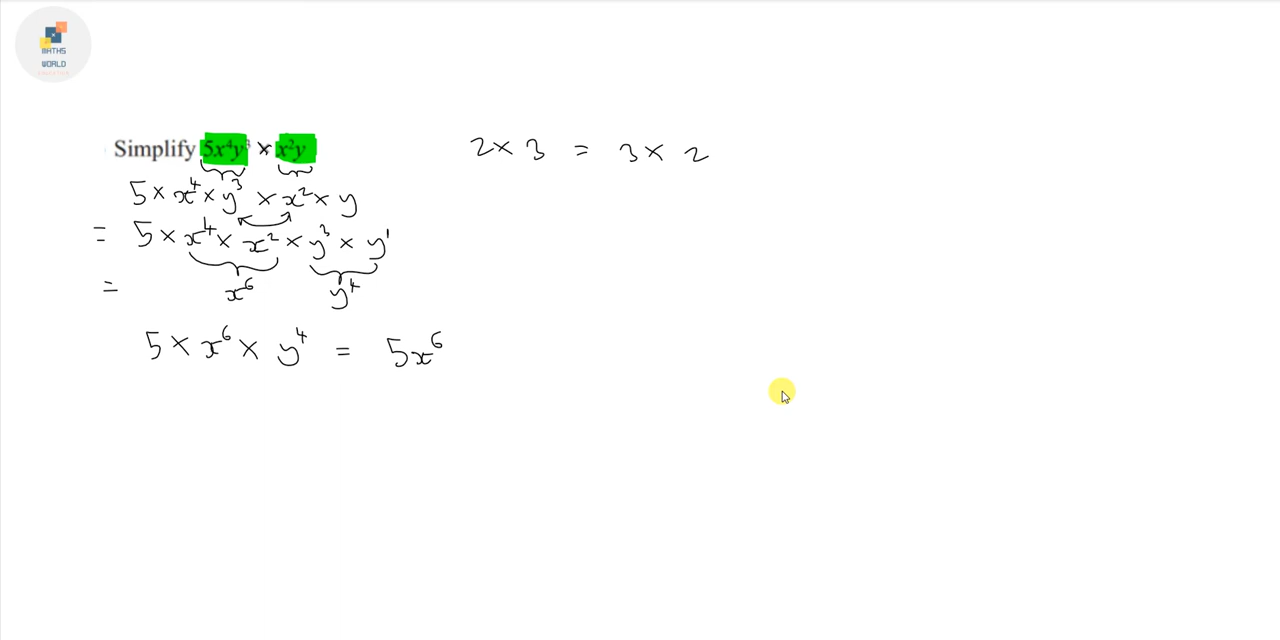 MATHS
WORLD
Simplify 5x⁴y³ × x²y
2 × 3 = 3 × 2
5 × x⁴ × y³ × x² × y
= 5 × x⁴ × x² × y³ × y¹
= x⁶ y⁴
5 × x⁶ × y⁴ = 5x⁶